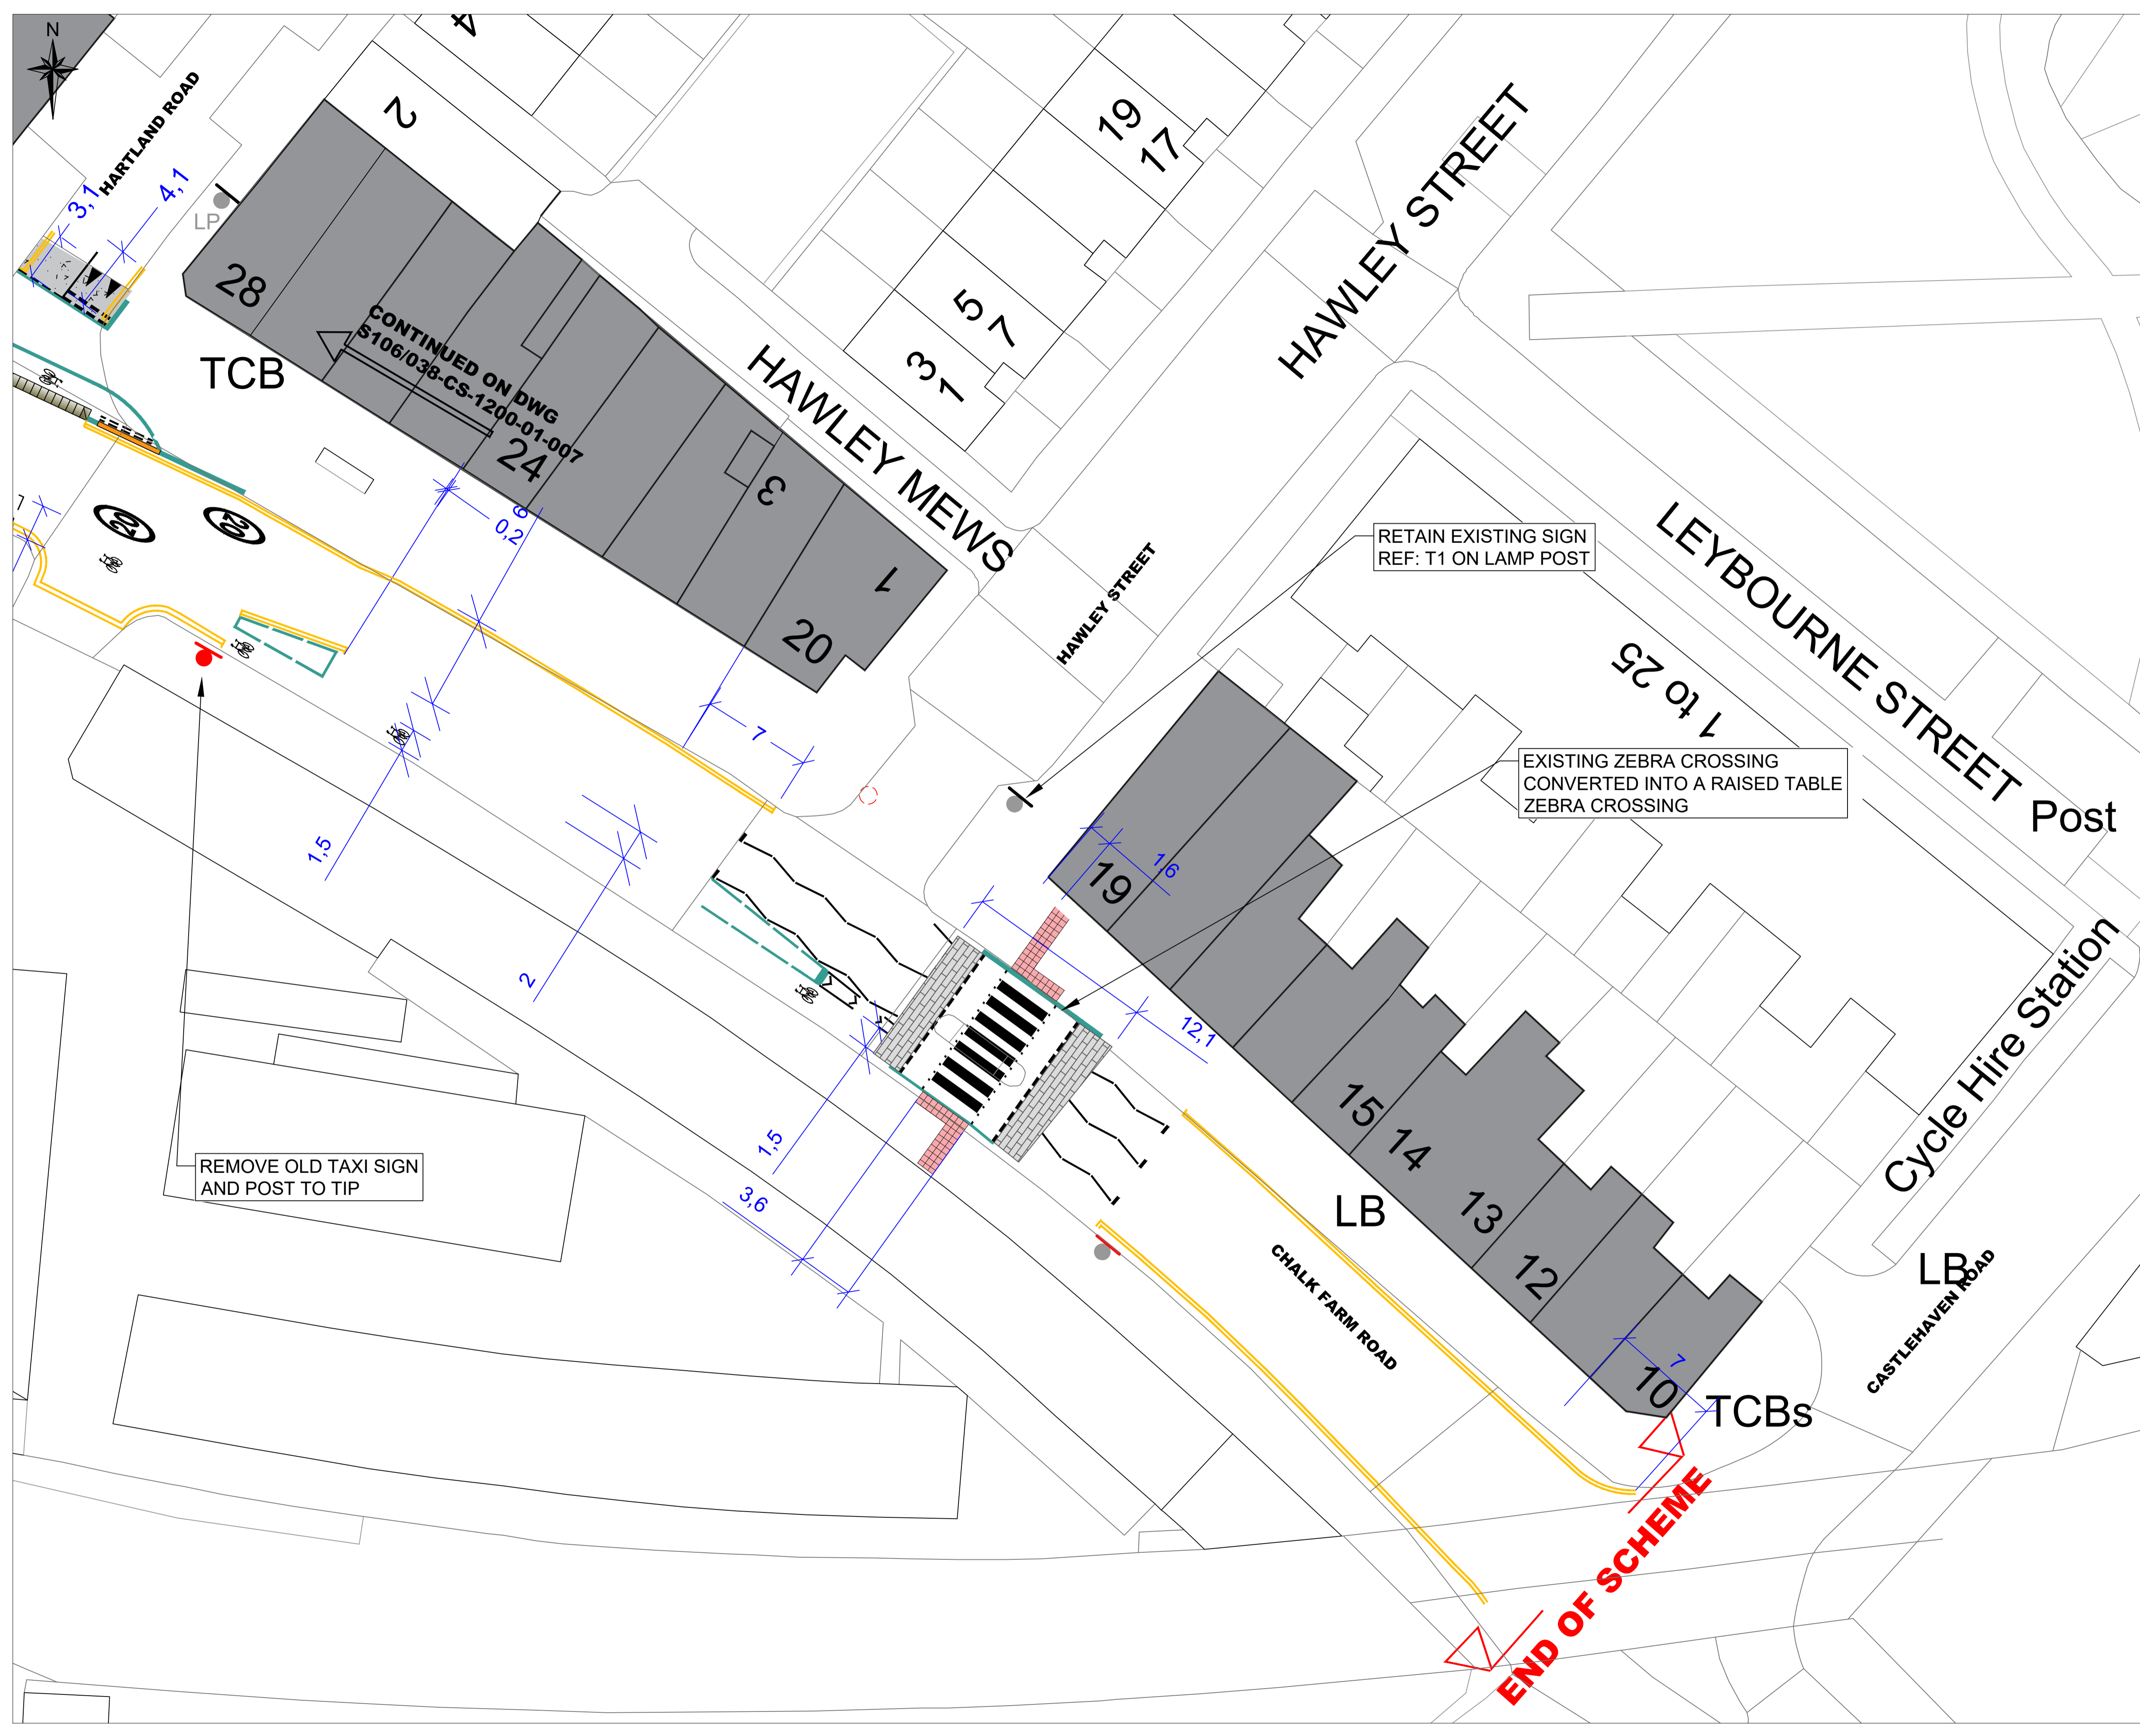 N
HARTLAND ROAD
3,1
4,1
LP
2
4
19
17
HAWLEY STREET
28
5
7
3
1
CONTINUED ON DWG
S106/038-CS-1200-01-007
TCB
24
HAWLEY MEWS
3
6
0,2
20
20
1
20
HAWLEY STREET
RETAIN EXISTING SIGN
REF: T1 ON LAMP POST
LEYBOURNE STREET
1 to 25
7
EXISTING ZEBRA CROSSING
CONVERTED INTO A RAISED TABLE
ZEBRA CROSSING
Post
1,5
2
19
1,6
12,1
Cycle Hire Station
15
14
13
12
10
7
1,5
3,6
REMOVE OLD TAXI SIGN
AND POST TO TIP
LB
CHALK FARM ROAD
LB
CASTLEHAVEN ROAD
TCBs
END OF SCHEME